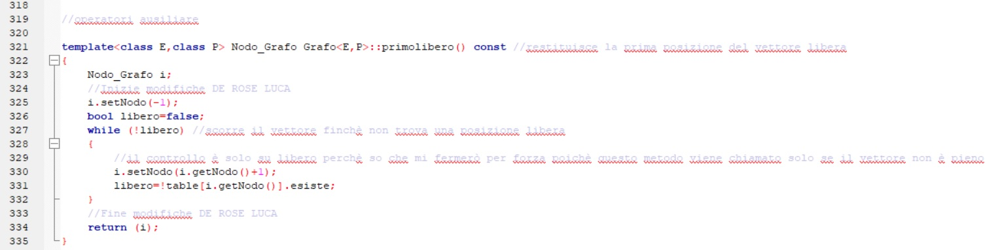 318
319 //operatori ausiliare
320
321 template<class E,class P> Nodo_Grafo Grafo<E,P>::primolibero() const //restituisce la prima posizione del vettore libera
322 {
323 Nodo_Grafo i;
324 //Inizie modifiche DE ROSE LUCA
325 i.setNodo(-1);
326 bool libero=false;
327 while (!libero) //scorre il vettore finchè non trova una posizione libera
328 {
329 //il controllo è solo su libero perchè so che mi fermerò per forza poichè questo metodo viene chiamato solo se il vettore non è pieno
330 i.setNodo(i.getNodo()+1);
331 libero=!table[i.getNodo()].esiste;
332 }
333 //Fine modifiche DE ROSE LUCA
334 return (i);
335 }